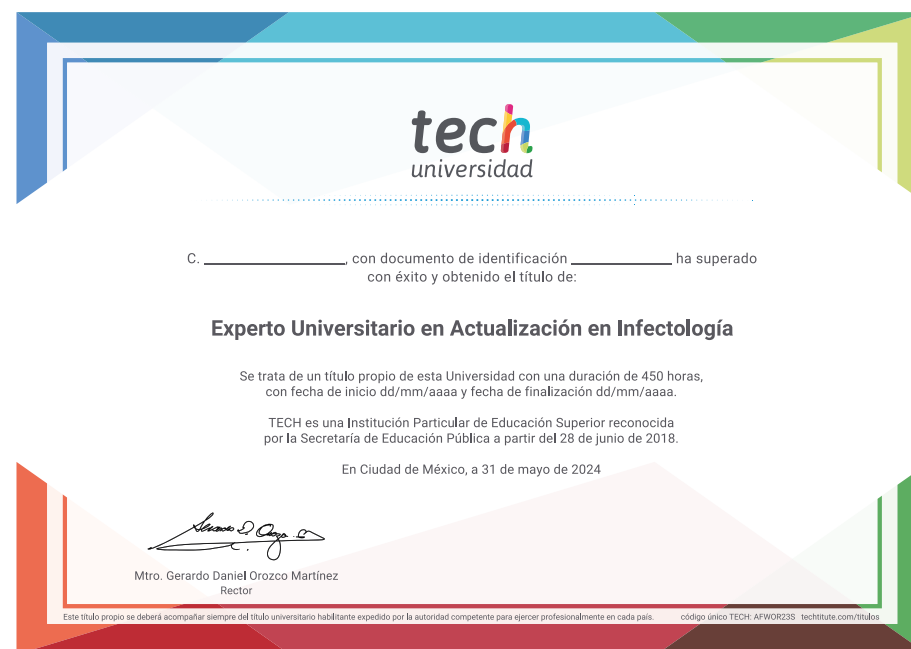 tech
universidad
C. ____________________, con documento de identificación ______________ ha superado
con éxito y obtenido el título de:
Experto Universitario en Actualización en Infectología
Se trata de un título propio de esta Universidad con una duración de 450 horas,
con fecha de inicio dd/mm/aaaa y fecha de finalización dd/mm/aaaa.
TECH es una Institución Particular de Educación Superior reconocida
por la Secretaría de Educación Pública a partir del 28 de junio de 2018.
En Ciudad de México, a 31 de mayo de 2024
Mtro. Gerardo Daniel Orozco Martínez
Rector
Este título propio se deberá acompañar siempre del título universitario habilitante expedido por la autoridad competente para ejercer profesionalmente en cada país. código único TECH: AFWOR23S techtitute.com/titulos